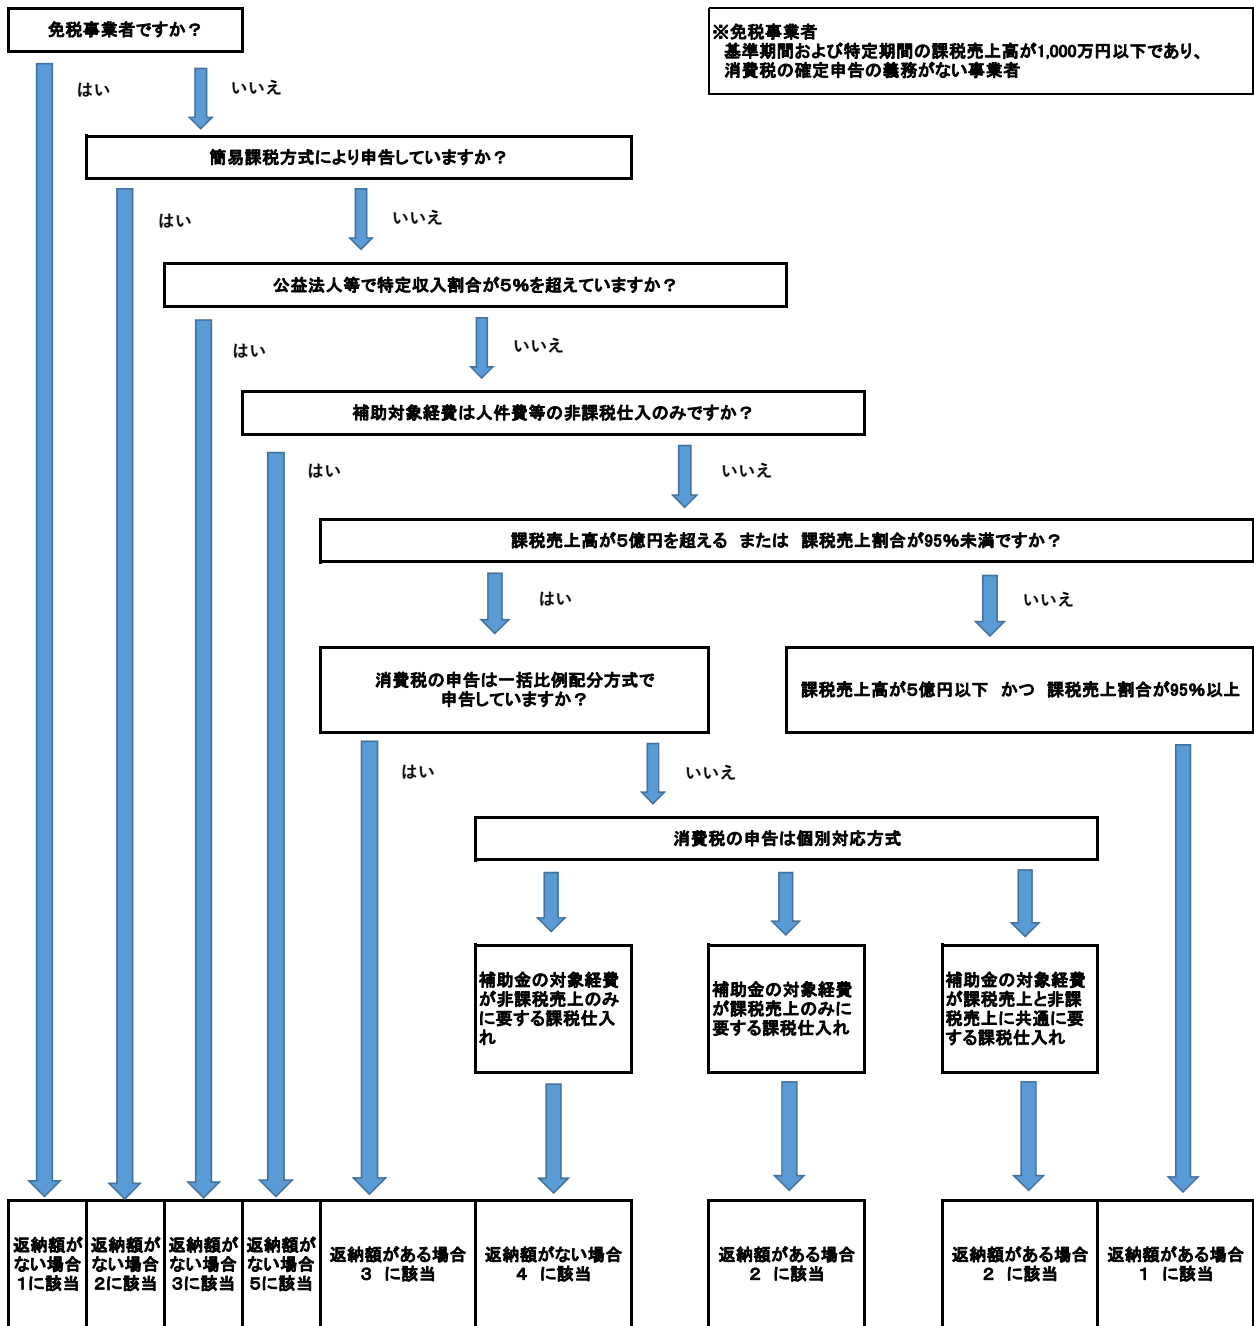 免税事業者ですか？
※免税事業者
基準期間および特定期間の課税売上高が1,000万円以下であり、
消費税の確定申告の義務がない事業者
はい
いいえ
簡易課税方式により申告していますか？
はい
いいえ
公益法人等で特定収入割合が５％を超えていますか？
はい
いいえ
補助対象経費は人件費等の非課税仕入のみですか？
はい
いいえ
課税売上高が５億円を超える　または　課税売上割合が95％未満ですか？
はい
いいえ
消費税の申告は一括比例配分方式で
申告していますか？
課税売上高が５億円以下　かつ　課税売上割合が95％以上
はい
いいえ
消費税の申告は個別対応方式
補助金の対象経費
が非課税売上のみ
に要する課税仕入
れ
補助金の対象経費
が課税売上のみに
要する課税仕入れ
補助金の対象経費
が課税売上と非課
税売上に共通に要
する課税仕入れ
返納額が
ない場合
１に該当
返納額が
ない場合
２に該当
返納額が
ない場合
３に該当
返納額が
ない場合
５に該当
返納額がある場合
３　に該当
返納額がない場合
４　に該当
返納額がある場合
２　に該当
返納額がある場合
２　に該当
返納額がある場合
１　に該当